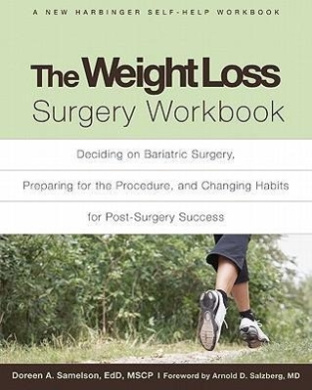 A NEW HARBINGER SELF-HELP WORKBOOK
The Weight Loss
Surgery Workbook
Deciding on Bariatric Surgery,
Preparing for the Procedure, and Changing Habits
for Post-Surgery Success
Doreen A. Samelson, EdD, MSCP | Foreword by Arnold D. Salzberg, MD